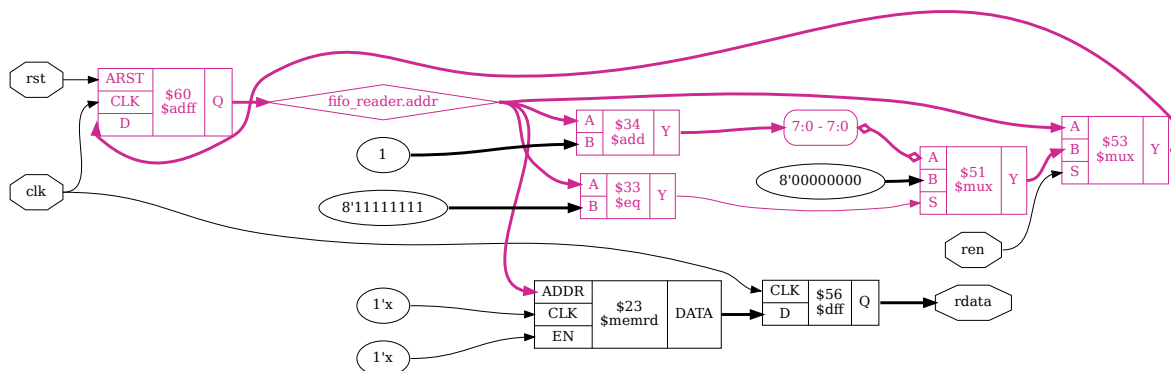 rst
clk
ARST
CLK
D
$60
$adff
Q
fifo_reader.addr
1
8'11111111
A
B
$34
$add
Y
A
B
$33
$eq
Y
7:0 - 7:0
8'00000000
A
B
S
$51
$mux
Y
ren
A
B
S
$53
$mux
Y
1'x
1'x
ADDR
CLK
EN
$23
$memrd
DATA
CLK
D
$56
$dff
Q
rdata